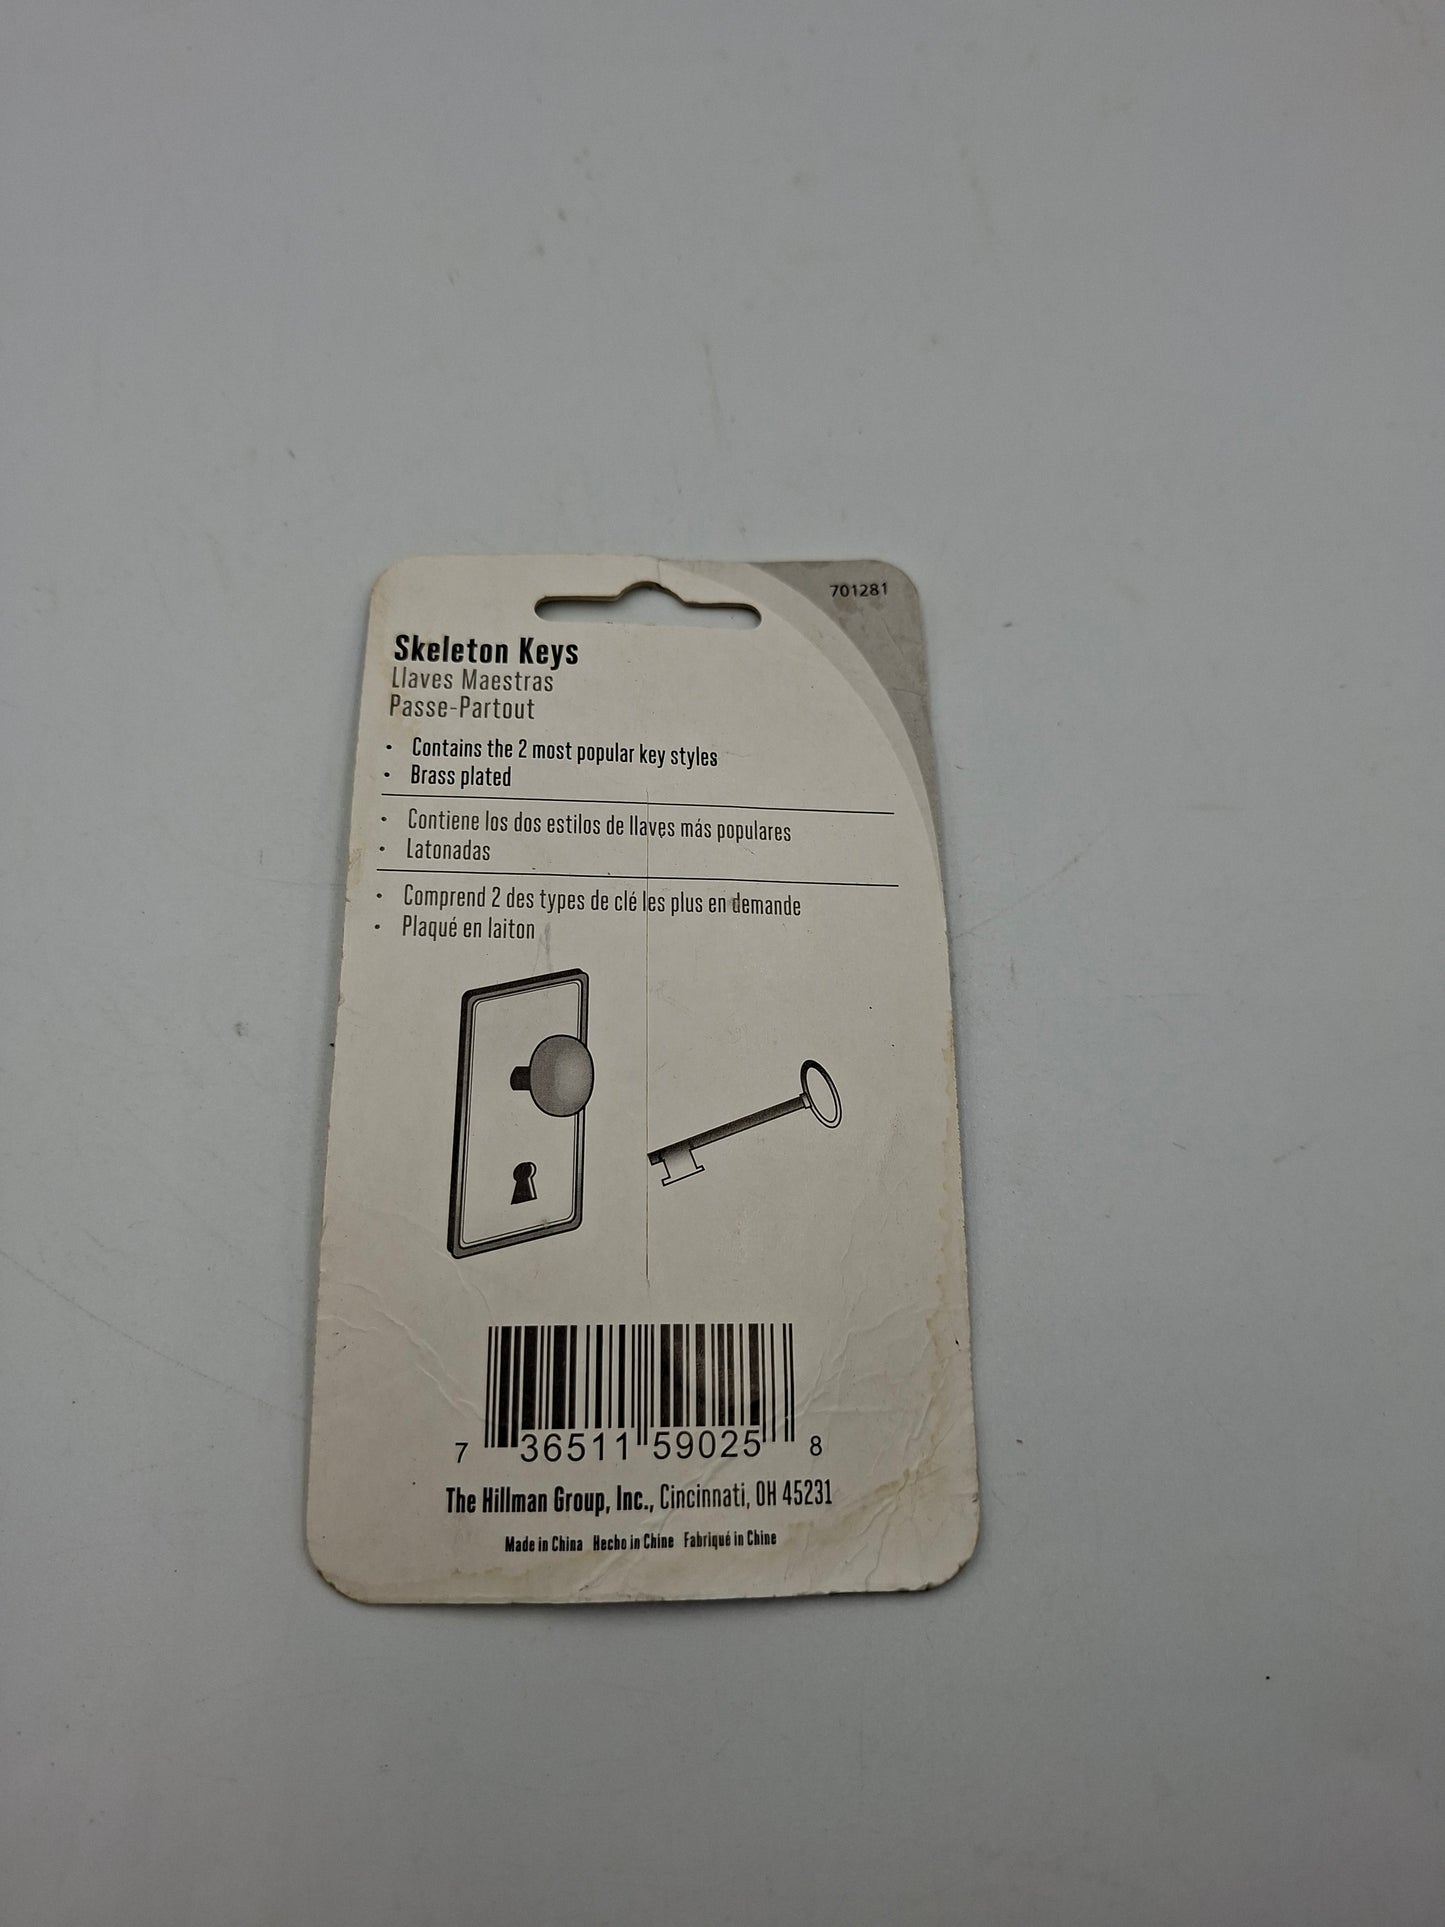 701281
Skeleton Keys
Llaves Maestras
Passe-Partout
• Contains the 2 most popular key styles
• Brass plated
• Contiene los dos estilos de llaves más populares
• Latonadas
• Comprend 2 des types de clé les plus en demande
• Plaqué en laiton
7 36511 59025 8
The Hillman Group, Inc., Cincinnati, OH 45231
Made in China Hecho in Chine Fabriqué in Chine